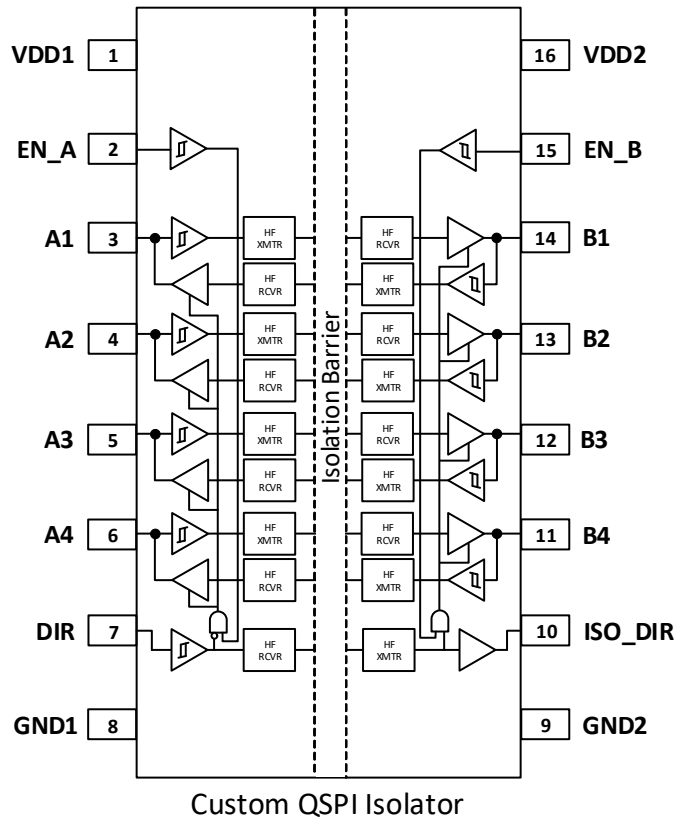 VDD1 1 16 VDD2
EN_A 2 15 EN_B
A1 3 HF XMTR HF RCVR 14 B1
HF RCVR HF XMTR
A2 4 HF XMTR HF RCVR 13 B2
HF RCVR HF XMTR
Isolation Barrier
A3 5 HF XMTR HF RCVR 12 B3
HF RCVR HF XMTR
A4 6 HF XMTR HF RCVR 11 B4
HF RCVR HF XMTR
DIR 7 HF RCVR HF XMTR 10 ISO_DIR
GND1 8 9 GND2
Custom QSPI Isolator